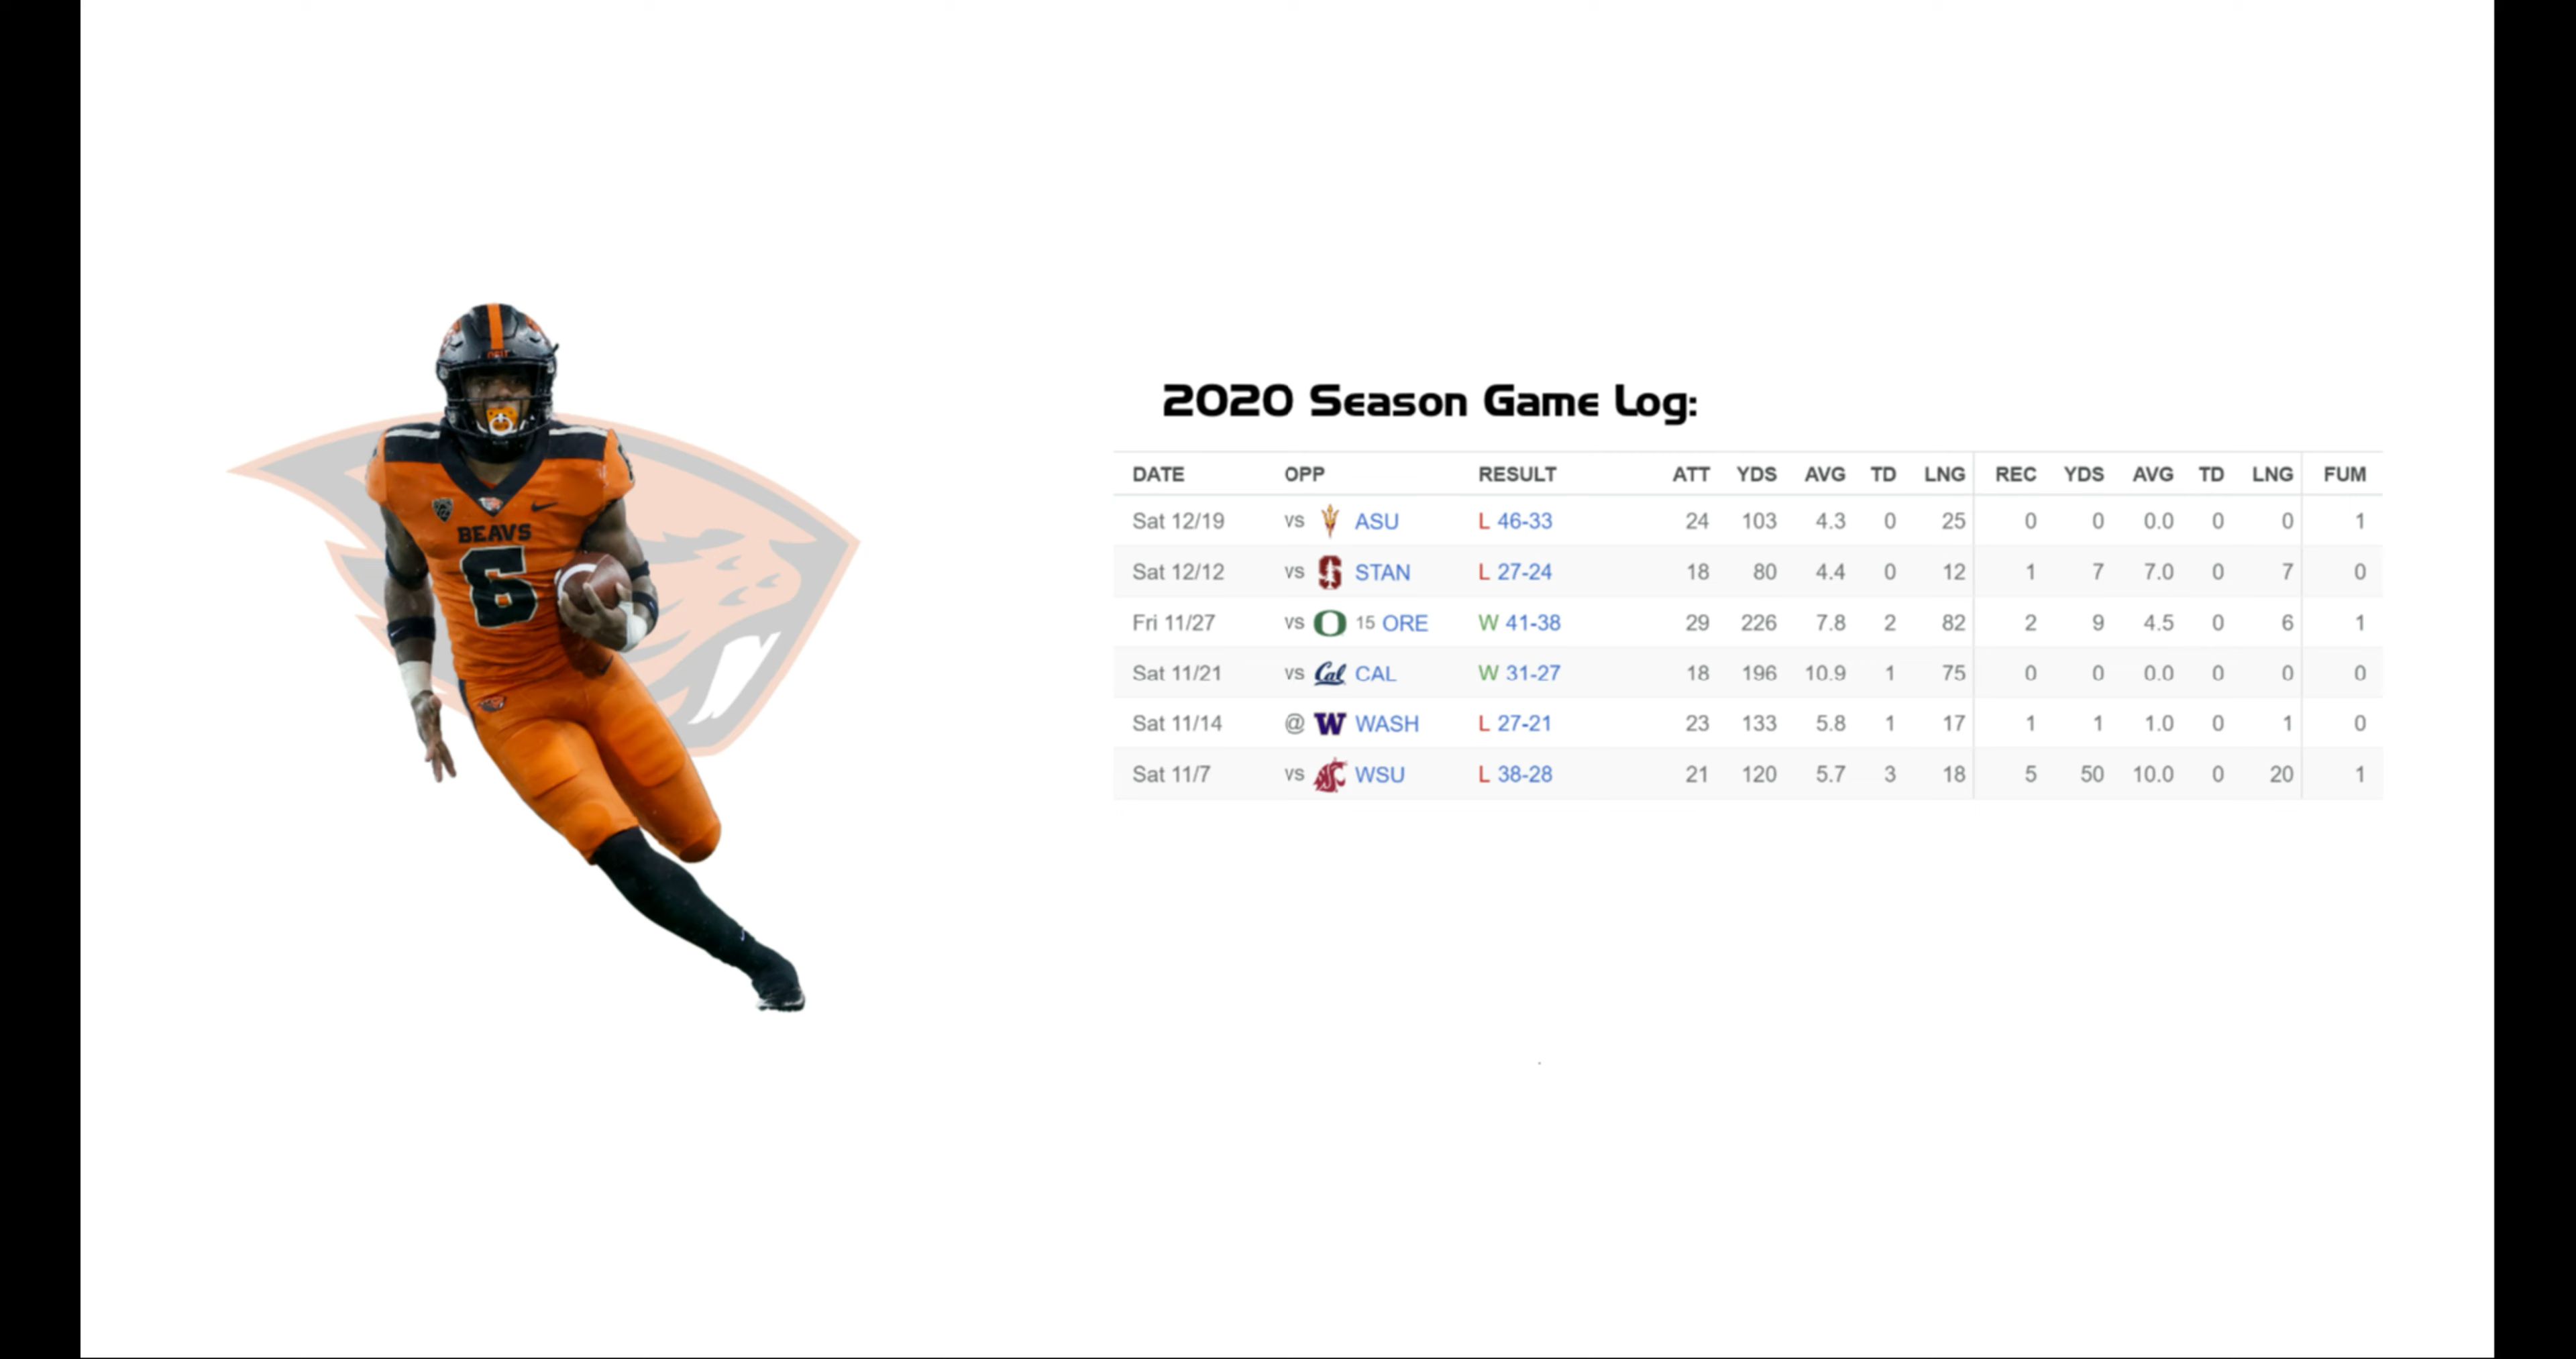 2020 Season Game Log:
DATE OPP RESULT ATT YDS AVG TD LNG REC YDS AVG TD LNG FUM
Sat 12/19 vs ASU L 46-33 24 103 4.3 0 25 0 0 0.0 0 0 1
Sat 12/12 vs S STAN L 27-24 18 80 4.4 0 12 1 7 7.0 0 7 0
Fri 11/27 vs O 15 ORE W 41-38 29 226 7.8 2 82 2 9 4.5 0 6 1
Sat 11/21 vs Cal CAL W 31-27 18 196 10.9 1 75 0 0 0.0 0 0 0
Sat 11/14 @ W WASH L 27-21 23 133 5.8 1 17 1 1 1.0 0 1 0
Sat 11/7 vs WSU L 38-28 21 120 5.7 3 18 5 50 10.0 0 20 1
BEAVS
6